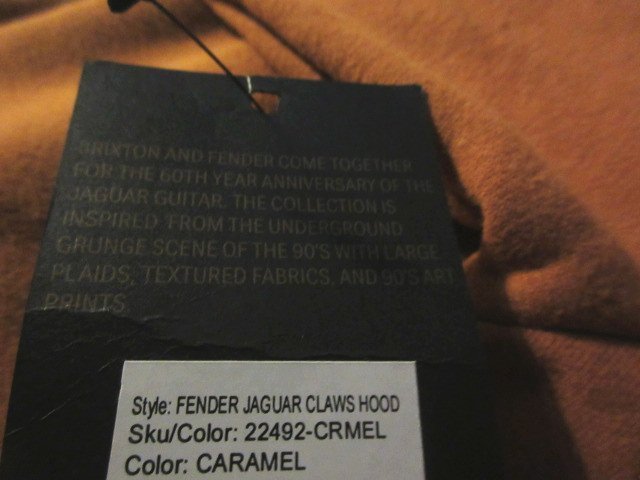 BRIXTON AND FENDER COME TOGETHER
FOR THE 60TH YEAR ANNIVERSARY OF THE
JAGUAR GUITAR. THE COLLECTION IS
INSPIRED FROM THE UNDERGROUND
GRUNGE SCENE OF THE 90'S WITH LARGE
PLAIDS, TEXTURED FABRICS, AND 90'S ART
PRINTS.
Style: FENDER JAGUAR CLAWS HOOD
Sku/Color: 22492-CRMEL
Color: CARAMEL